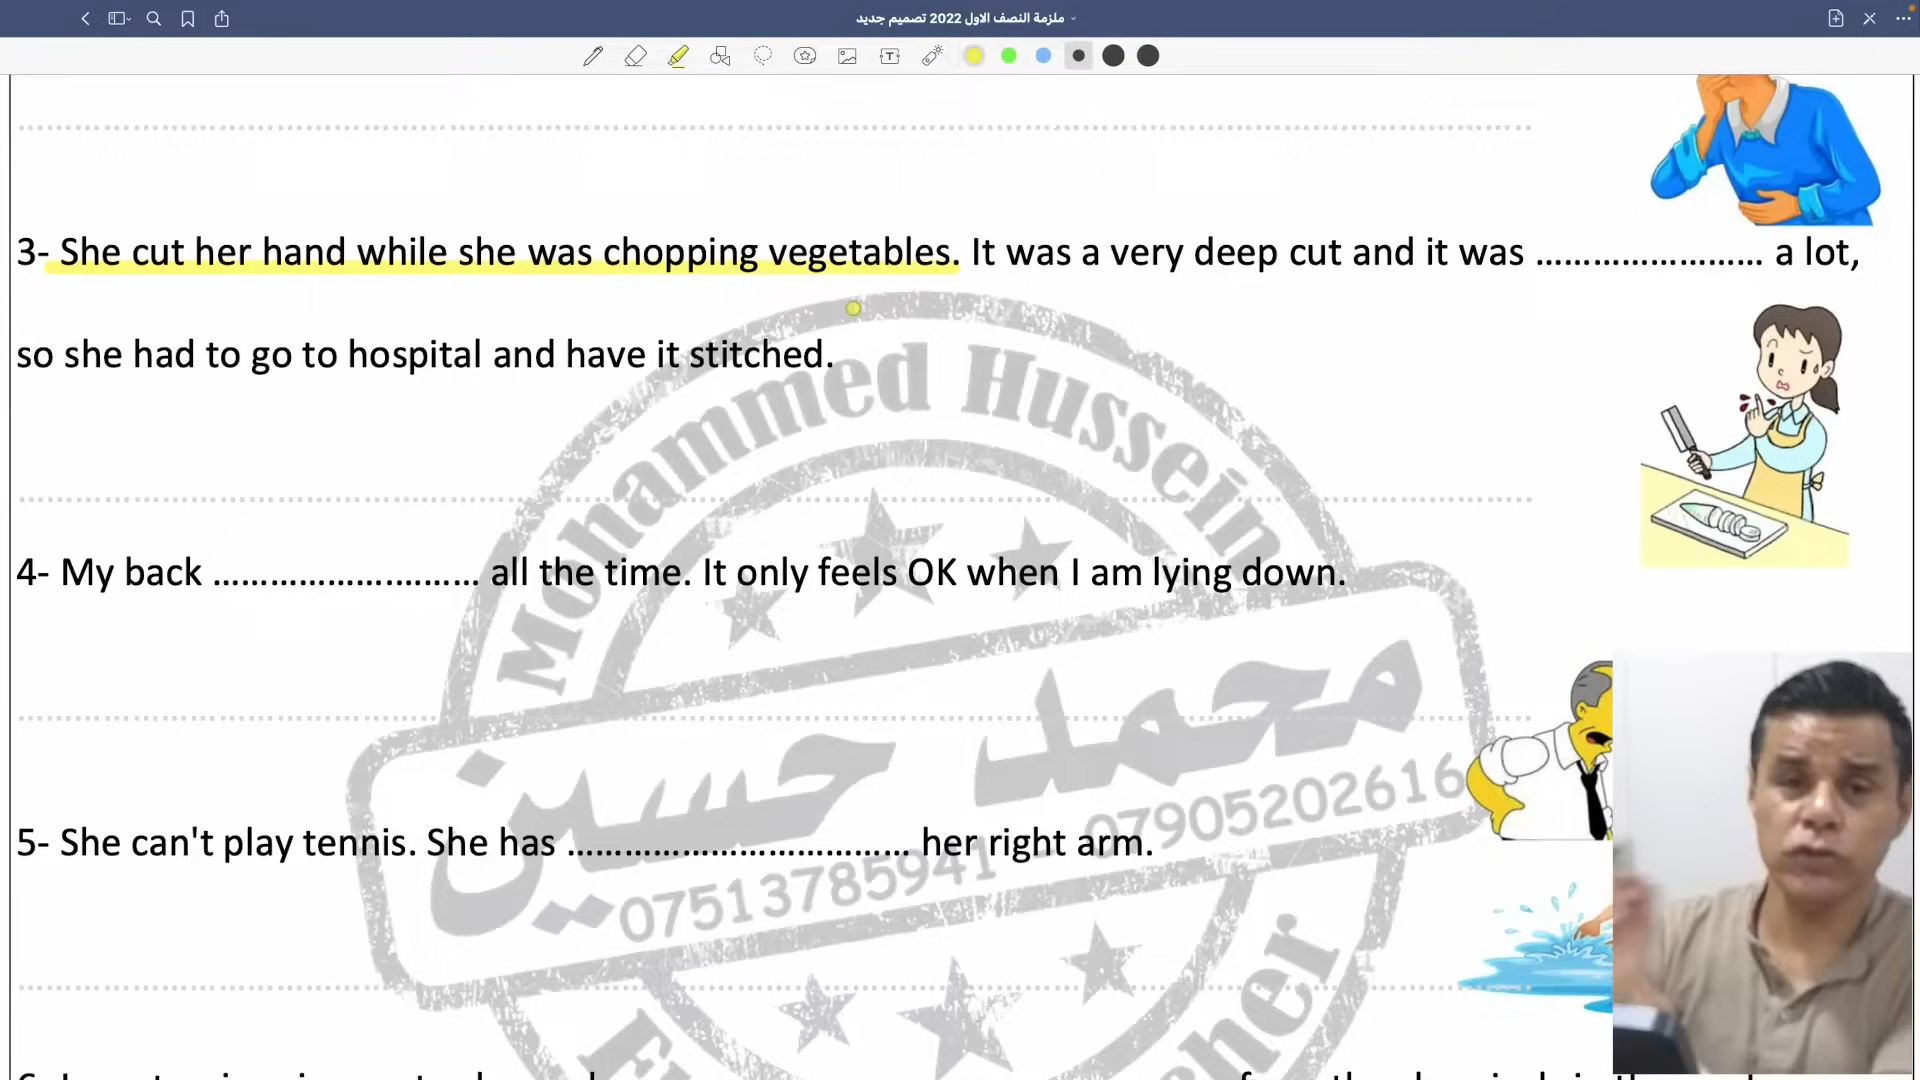 ملزمة النصف الاول 2022 تصميم جديد
3- She cut her hand while she was chopping vegetables. It was a very deep cut and it was ........................ a lot,
so she had to go to hospital and have it stitched.
4- My back ............................ all the time. It only feels OK when I am lying down.
5- She can't play tennis. She has .................................... her right arm.
Mohammed Hussein
محمد حسين
07513785941 - 07905202616